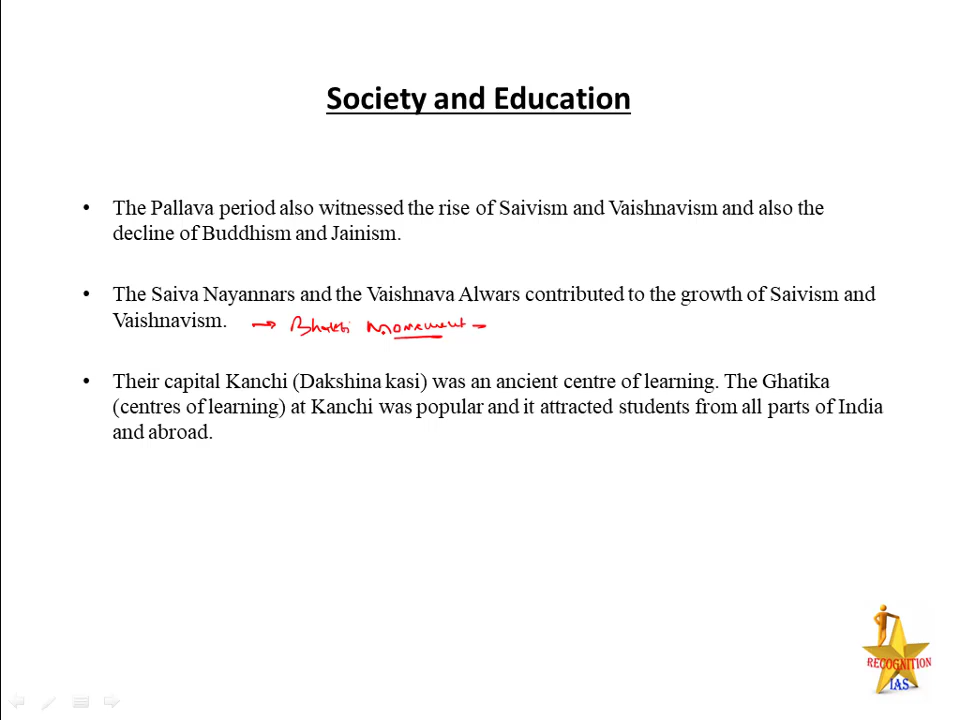 Society and Education
• The Pallava period also witnessed the rise of Saivism and Vaishnavism and also the
decline of Buddhism and Jainism.
• The Saiva Nayannars and the Vaishnava Alwars contributed to the growth of Saivism and
Vaishnavism. → Bhakti Movement -
• Their capital Kanchi (Dakshina kasi) was an ancient centre of learning. The Ghatika
(centres of learning) at Kanchi was popular and it attracted students from all parts of India
and abroad.
RECOGNITION
IAS